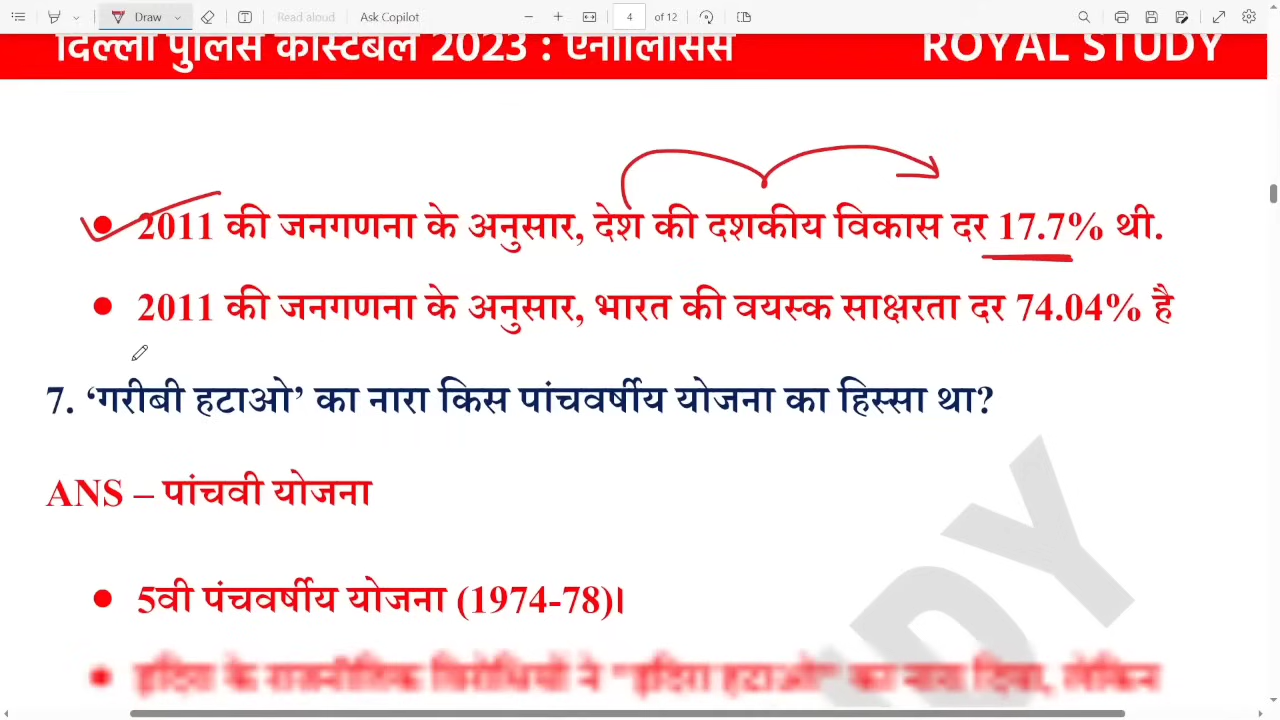 Draw
Read aloud
Ask Copilot
4 of 12
दिल्ली पुलिस कांस्टेबल 2023 : एनालिसिस ROYAL STUDY
2011 की जनगणना के अनुसार, देश की दशकीय विकास दर 17.7% थी.
2011 की जनगणना के अनुसार, भारत की वयस्क साक्षरता दर 74.04% है
7. ‘गरीबी हटाओ’ का नारा किस पांचवर्षीय योजना का हिस्सा था?
ANS – पांचवी योजना
5वी पंचवर्षीय योजना (1974-78)।
इंदिरा के राजनीतिक विरोधियों ने “इंदिरा हटाओ” का नारा दिया, लेकिन